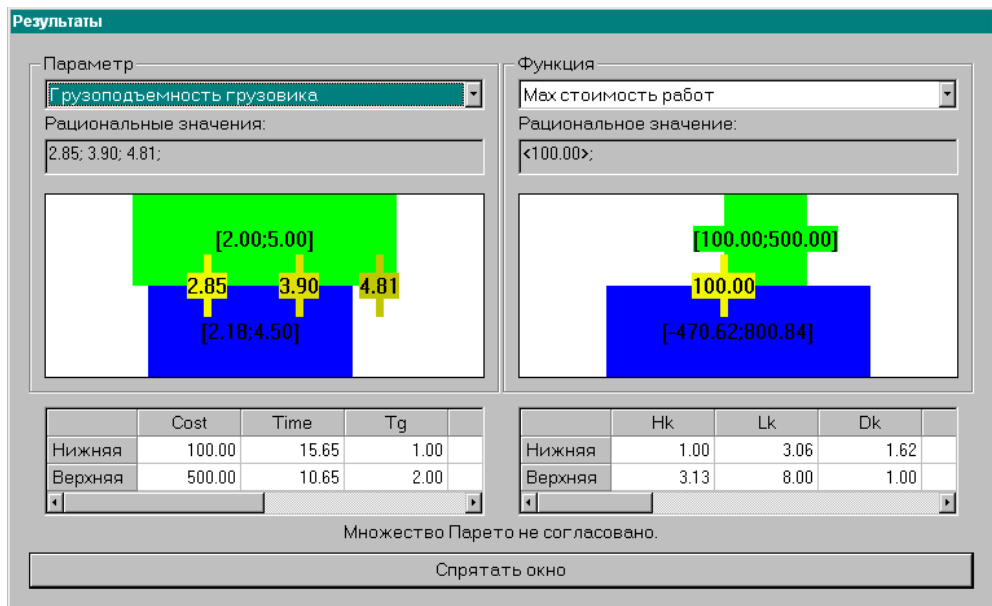 Результаты
Параметр
Грузоподъемность грузовика
Рациональные значения:
2.85; 3.90; 4.81;
[2.00;5.00]
2.85 3.90 4.81
[2.18;4.50]
Функция
Max стоимость работ
Рациональное значение:
<100.00>;
[100.00;500.00]
100.00
[-470.62;800.84]
Cost Time Tg
Нижняя 100.00 15.65 1.00
Верхняя 500.00 10.65 2.00
Hk Lk Dk
Нижняя 1.00 3.06 1.62
Верхняя 3.13 8.00 1.00
Множество Парето не согласовано.
Спрятать окно